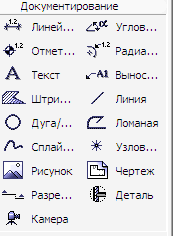 Документирование
Линей... Углов...
Отмет... Радиа...
Текст Вынос...
Штри... Линия
Дуга/... Ломаная
Сплай... Узлов...
Рисунок Чертеж
Разре... Деталь
Камера